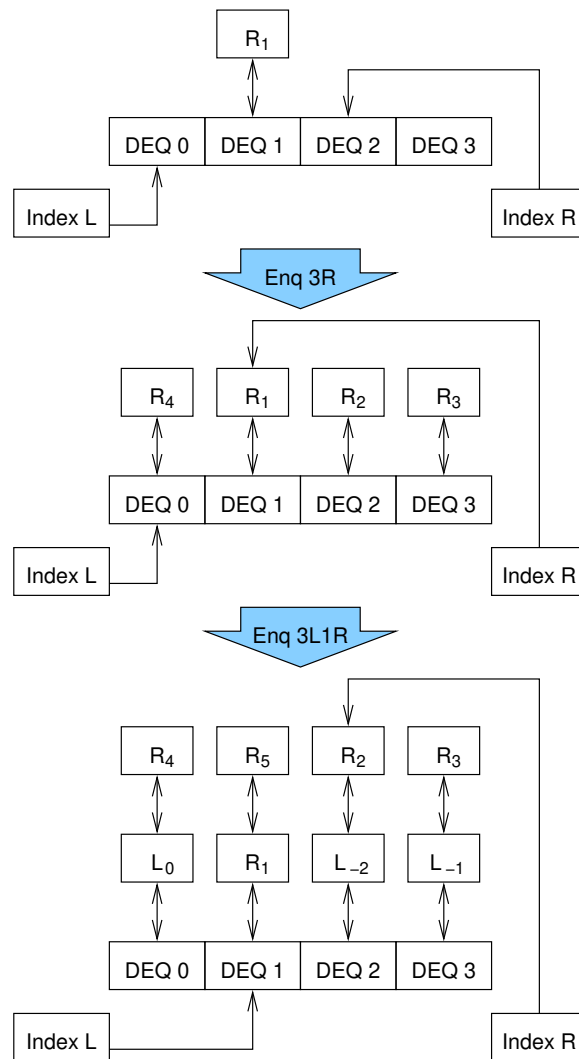 R₁
DEQ 0 DEQ 1 DEQ 2 DEQ 3
Index L Index R
Enq 3R
R₄ R₁ R₂ R₃
DEQ 0 DEQ 1 DEQ 2 DEQ 3
Index L Index R
Enq 3L1R
R₄ R₅ R₂ R₃
L₀ R₁ L₋₂ L₋₁
DEQ 0 DEQ 1 DEQ 2 DEQ 3
Index L Index R